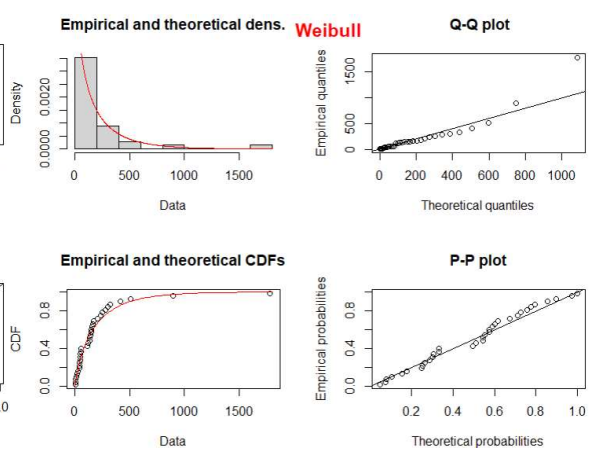 Empirical and theoretical dens.
Weibull
Q-Q plot
Density
0.0000 0.0020
0 500 1000 1500
Data
Empirical quantiles
0 500 1500
0 200 400 600 800 1000
Theoretical quantiles
Empirical and theoretical CDFs
P-P plot
CDF
0.0 0.4 0.8
.0
0 500 1000 1500
Data
Empirical probabilities
0.0 0.4 0.8
0.2 0.4 0.6 0.8 1.0
Theoretical probabilities